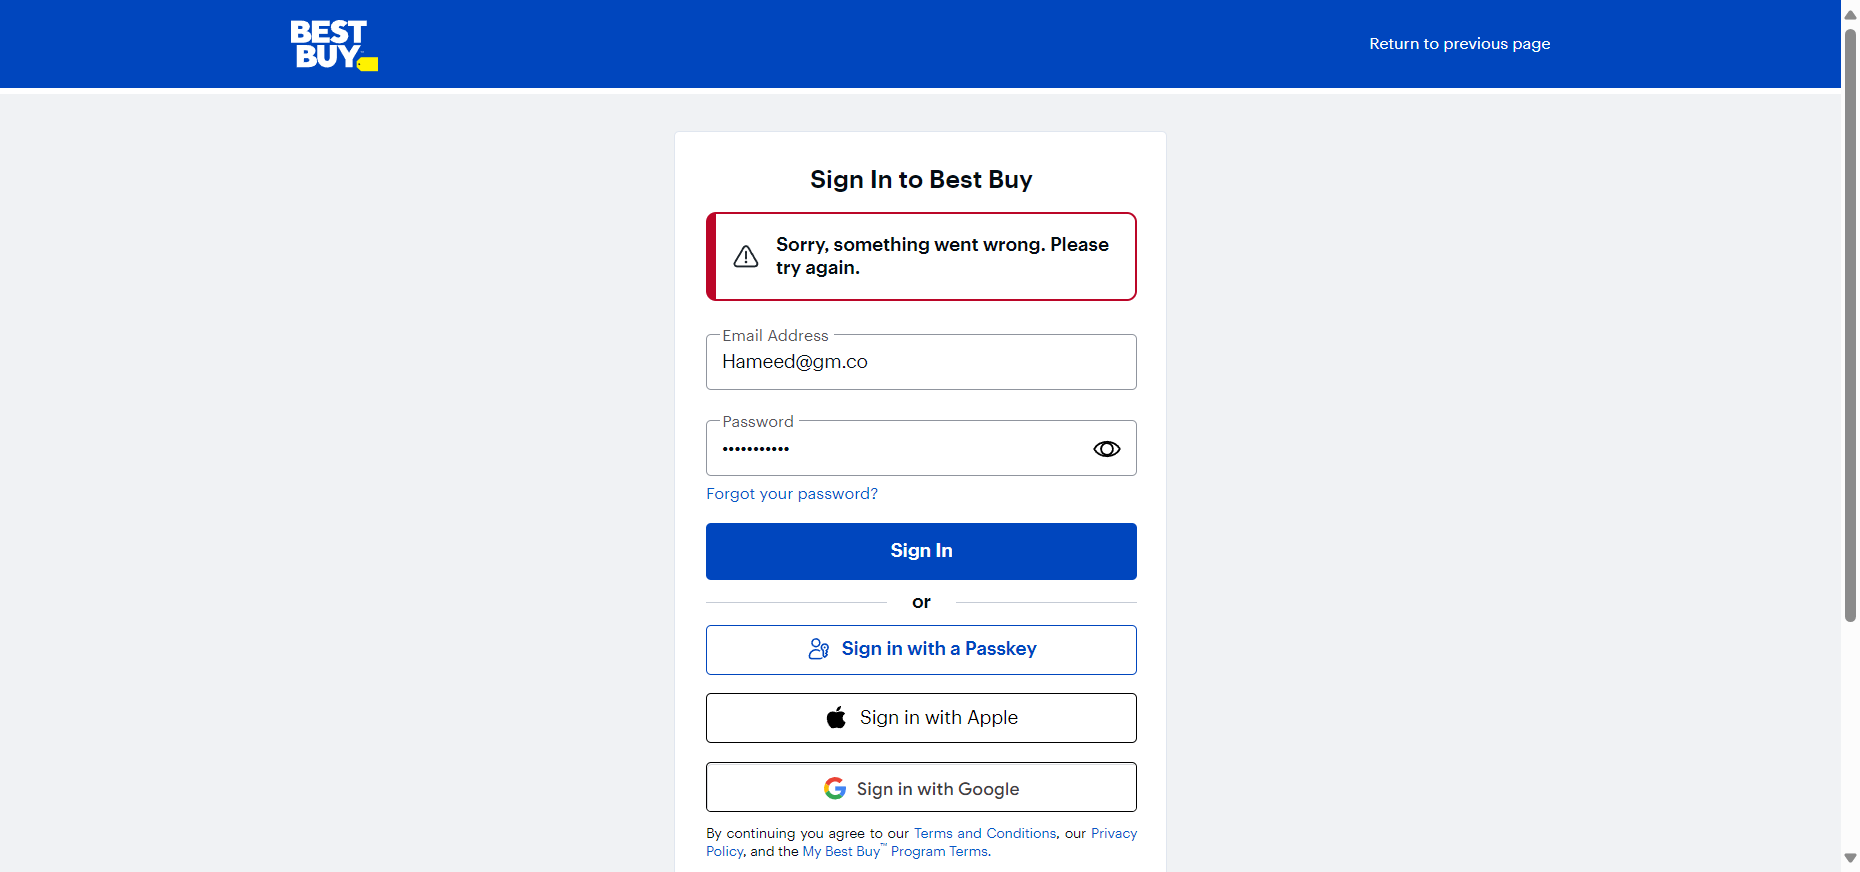 BEST
BUY
Return to previous page
Sign In to Best Buy
Sorry, something went wrong. Please
try again.
Email Address
Hameed@gm.co
Password
•••••••••••
Forgot your password?
Sign In
or
Sign in with a Passkey
Sign in with Apple
Sign in with Google
By continuing you agree to our Terms and Conditions, our Privacy
Policy, and the My Best Buy™ Program Terms.